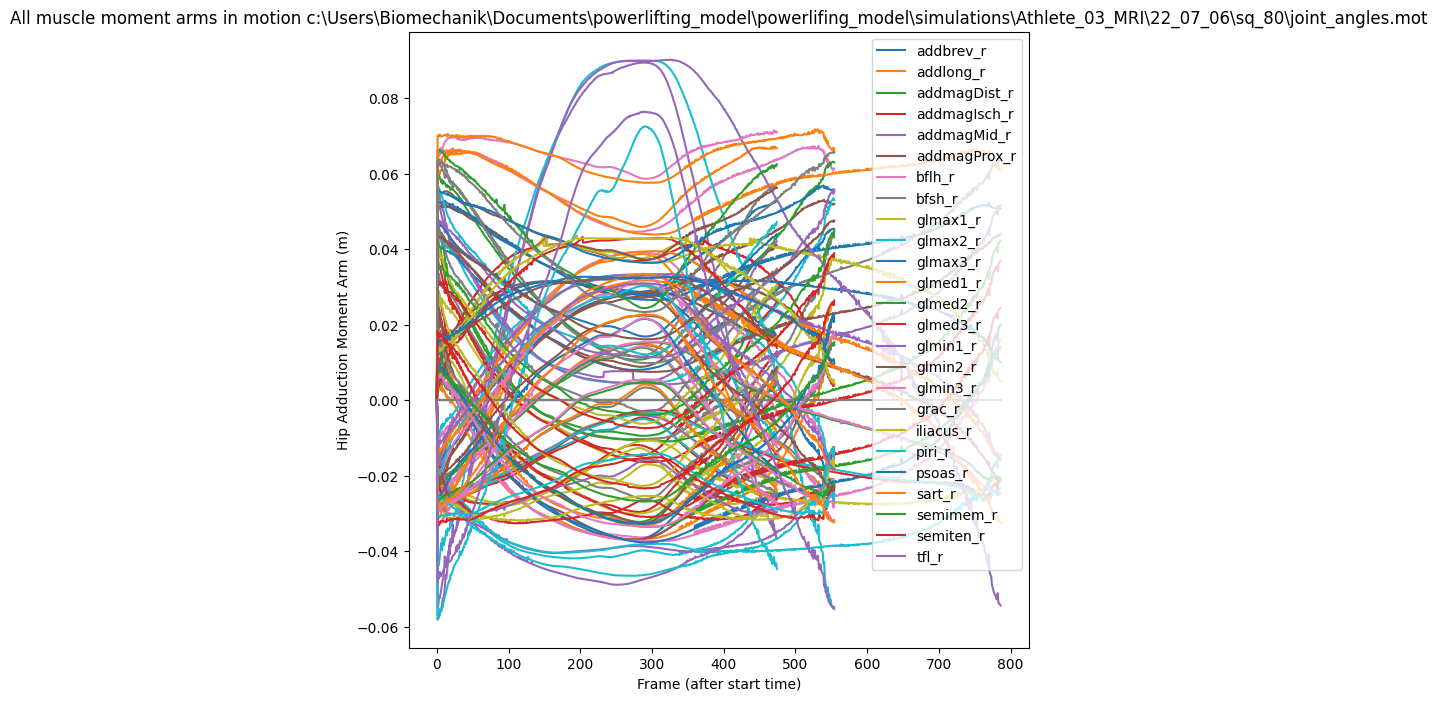 All muscle moment arms in motion c:\Users\Biomechanik\Documents\powerlifting_model\powerlifing_model\simulations\Athlete_03_MRI\22_07_06\sq_80\joint_angles.mot
Hip Adduction Moment Arm (m)
0.08
0.06
0.04
0.02
0.00
−0.02
−0.04
−0.06
addbrev_r
addlong_r
addmagDist_r
addmagIsch_r
addmagMid_r
addmagProx_r
bflh_r
bfsh_r
glmax1_r
glmax2_r
glmax3_r
glmed1_r
glmed2_r
glmed3_r
glmin1_r
glmin2_r
glmin3_r
grac_r
iliacus_r
piri_r
psoas_r
sart_r
semimem_r
semiten_r
tfl_r
0 100 200 300 400 500 600 700 800
Frame (after start time)